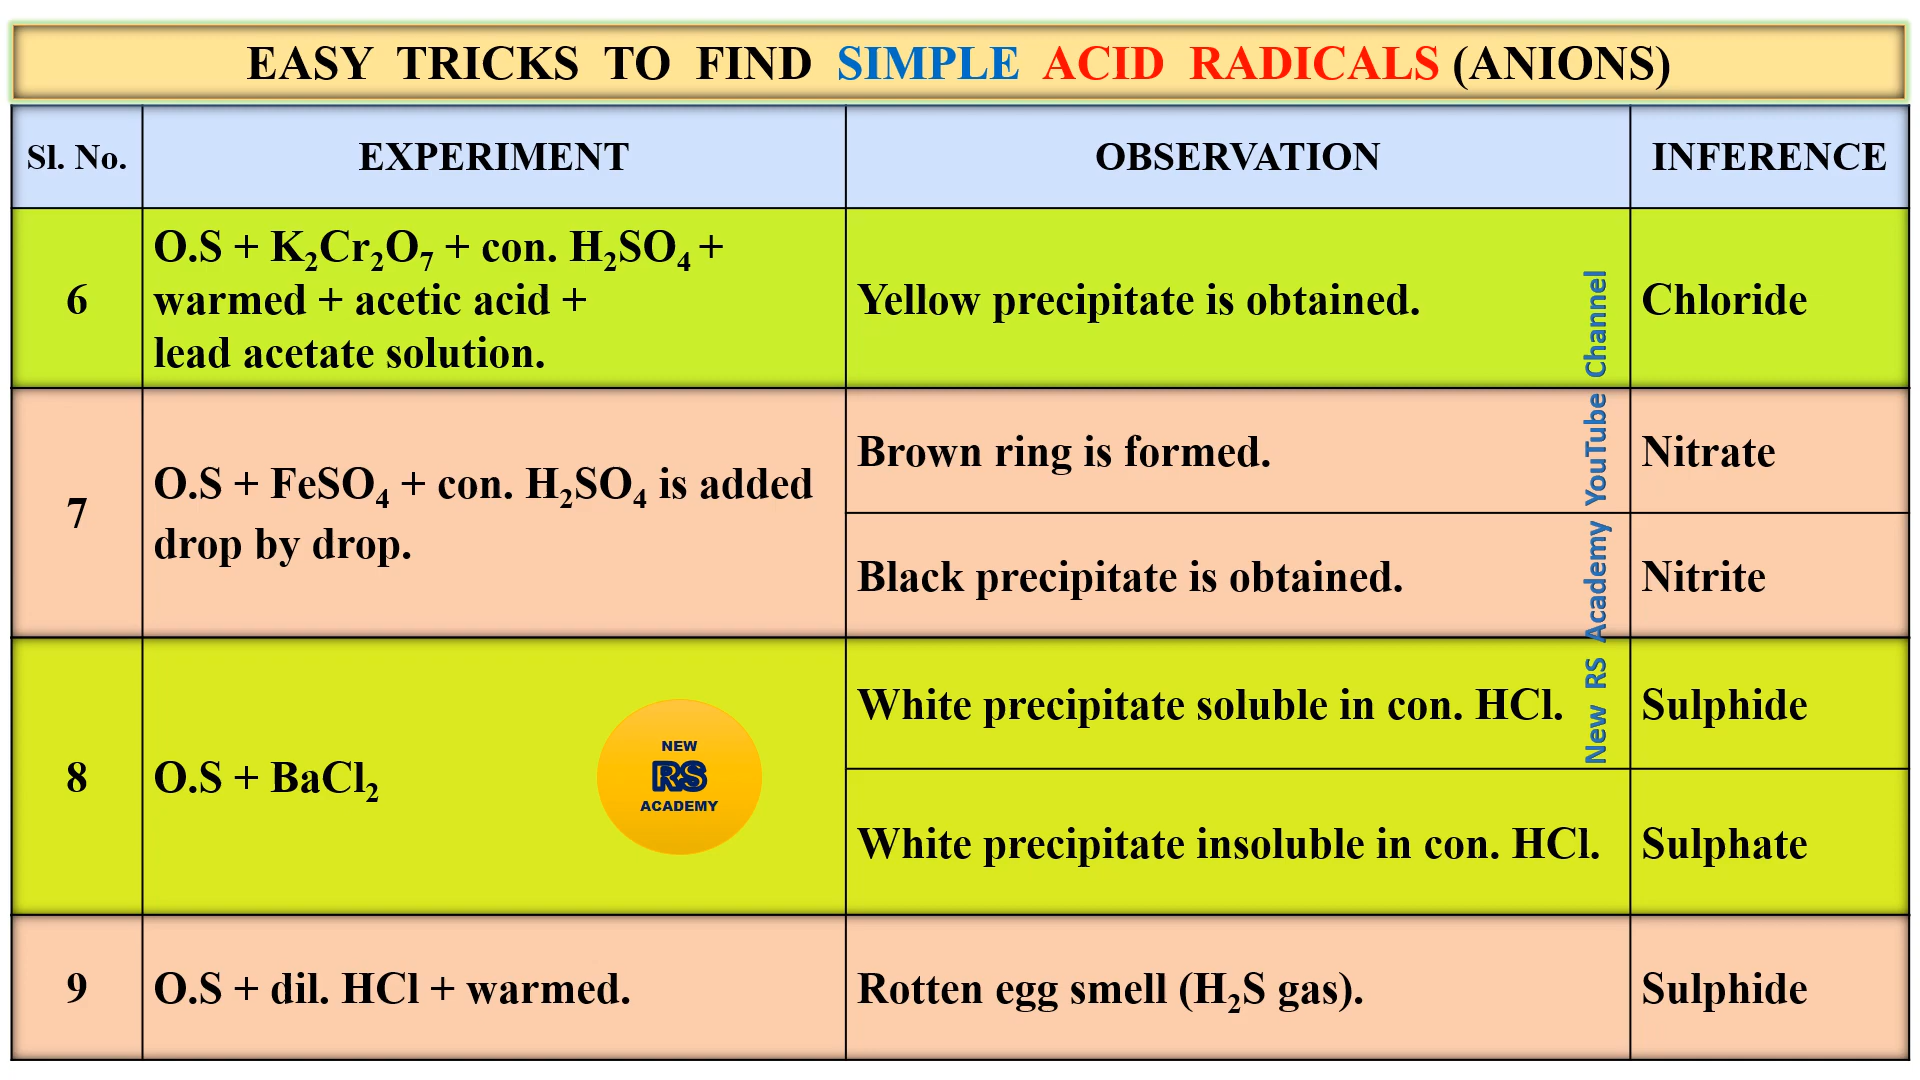 EASY TRICKS TO FIND SIMPLE ACID RADICALS (ANIONS)
Sl. No. EXPERIMENT OBSERVATION INFERENCE
6
O.S + K₂Cr₂O₇ + con. H₂SO₄ +
warmed + acetic acid +
lead acetate solution.
Yellow precipitate is obtained.
Chloride
7
O.S + FeSO₄ + con. H₂SO₄ is added
drop by drop.
Brown ring is formed.
Nitrate
Black precipitate is obtained.
Nitrite
8
O.S + BaCl₂
NEW
RS
ACADEMY
White precipitate soluble in con. HCl.
Sulphide
White precipitate insoluble in con. HCl.
Sulphate
9
O.S + dil. HCl + warmed.
Rotten egg smell (H₂S gas).
Sulphide
New RS Academy YouTube Channel